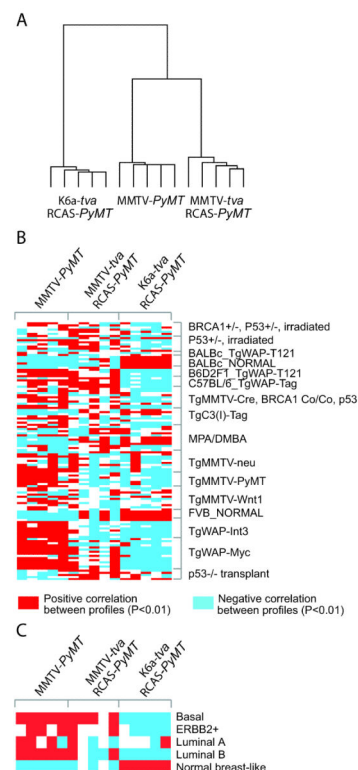 A
K6a-tva
RCAS-PyMT
MMTV-PyMT
MMTV-tva
RCAS-PyMT
B
MMTV-PyMT
MMTV-tva
RCAS-PyMT
K6a-tva
RCAS-PyMT
BRCA1+/-, P53+/-, irradiated
P53+/-, irradiated
BALBc_TgWAP-T121
BALBc_NORMAL
B6D2F1_TgWAP-T121
C57BL/6_TgWAP-Tag
TgMMTV-Cre, BRCA1 Co/Co, p53
TgC3(I)-Tag
MPA/DMBA
TgMMTV-neu
TgMMTV-PyMT
TgMMTV-Wnt1
FVB_NORMAL
TgWAP-Int3
TgWAP-Myc
p53-/- transplant
Positive correlation
between profiles (P<0.01)
Negative correlation
between profiles (P<0.01)
C
MMTV-PyMT
MMTV-tva
RCAS-PyMT
K6a-tva
RCAS-PyMT
Basal
ERBB2+
Luminal A
Luminal B
Normal breast-like